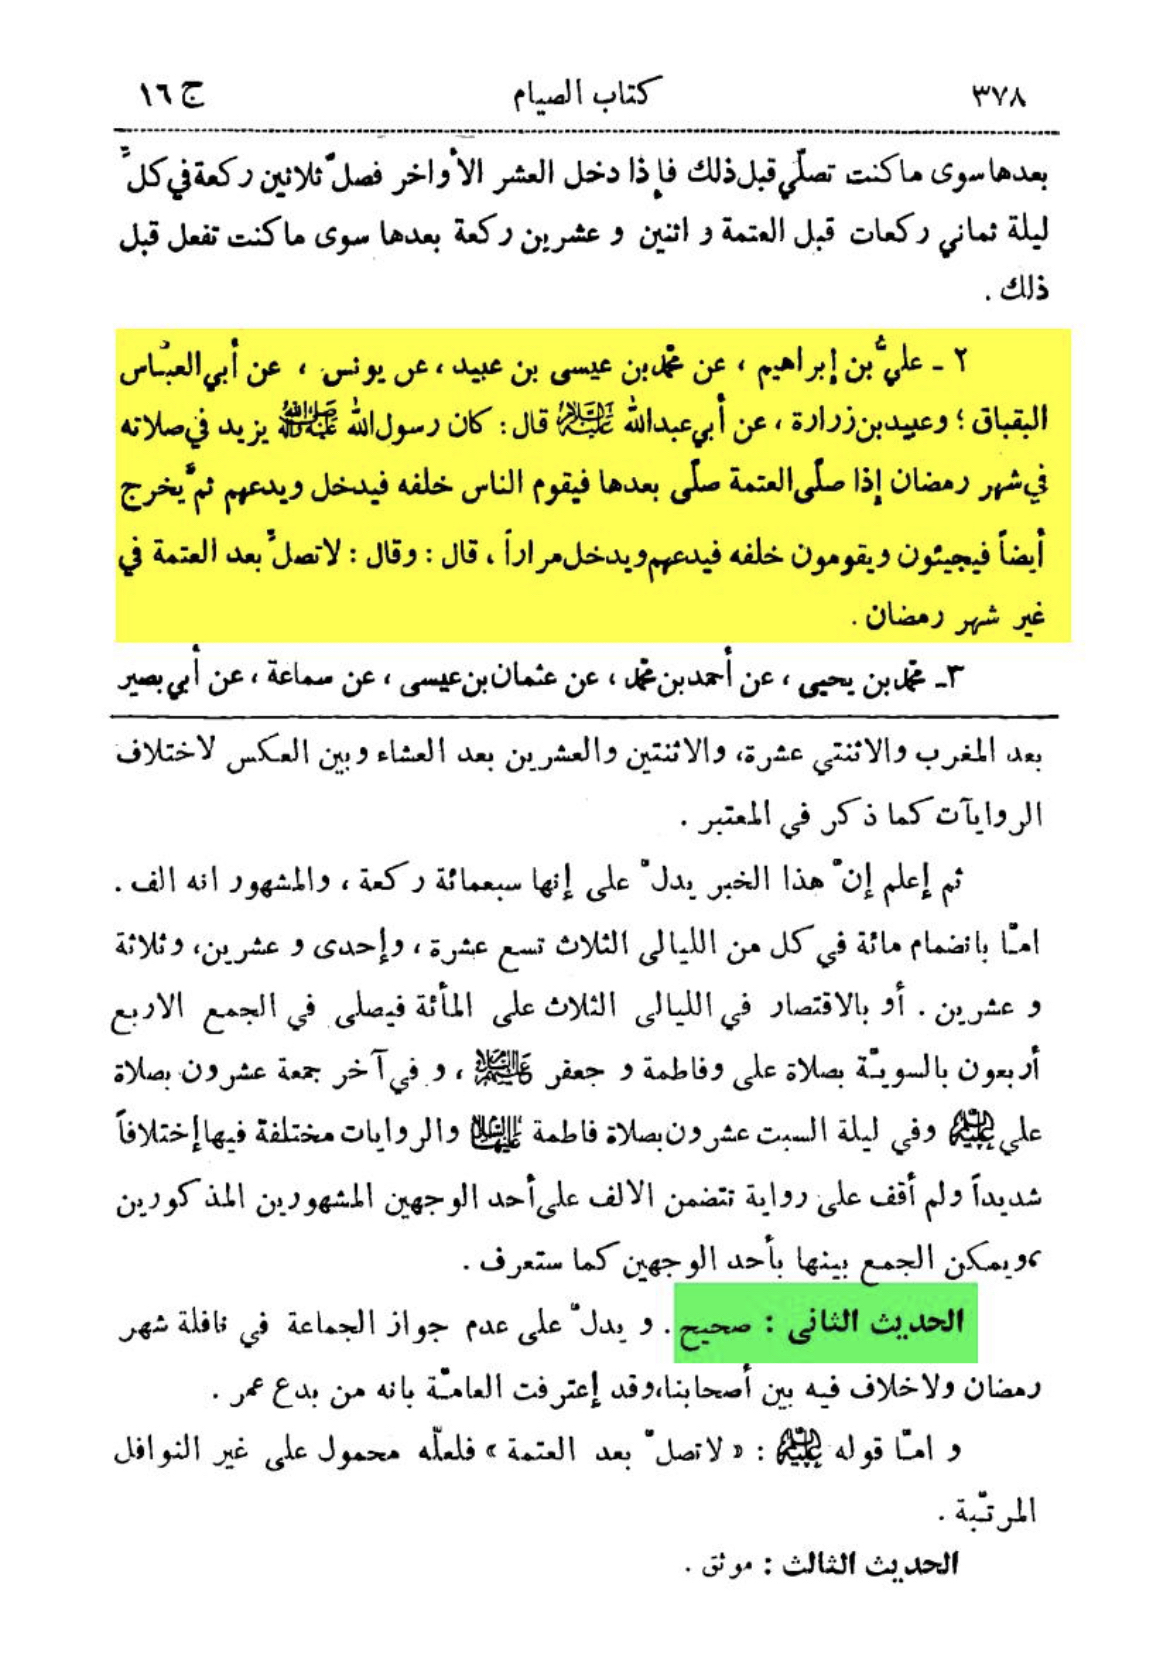 ٣٧٨ كتاب الصيام ج ١٦
بعدها سوى ما كنت تصلّي قبل ذلك فإذا دخل العشر الأواخر فصلّ ثلاثين ركعة في كلّ
ليلة ثماني ركعات قبل العتمة و اثنين و عشرين ركعة بعدها سوى ما كنت تفعل قبل
ذلك .
٢ ـ عليُّ بن إبراهيم ، عن محمّد بن عيسى بن عبيد ، عن يونس ، عن أبي العبّاس
البقباق ؛ وعبيد بن زرارة ، عن أبي عبدالله عليه السلام قال : كان رسول الله صلى الله عليه وآله يزيد في صلاته
في شهر رمضان إذا صلّى العتمة صلّى بعدها فيقوم الناس خلفه فيدخل ويدعهم ثمَّ يخرج
أيضاً فيجيئون ويقومون خلفه فيدعهم ويدخل مراراً ، قال : وقال : لا تصلِّ بعد العتمة في
غير شهر رمضان .
٣ـ محمّد بن يحيى ، عن أحمد بن محمّد ، عن عثمان بن عيسى ، عن سماعة ، عن أبي بصير
بعد المغرب والاثنتي عشرة، والاثنتين والعشرين بعد العشاء وبين العكس لاختلاف
الروايآت كما ذكر في المعتبر .
ثم إعلم إنّ هذا الخبر يدلّ على إنها سبعمائة ركعة ، والمشهور انه الف .
امّا بانضمام مائة في كل من الليالى الثلاث تسع عشرة ، وإحدى و عشرين، وثلاثة
و عشرين . أو بالاقتصار في الليالى الثلاث على المأئة فيصلى في الجمع الاربع
أربعون بالسويّة بصلاة على وفاطمة و جعفر عليهم السلام ، و في آخر جمعة عشرون بصلاة
علي عليه السلام وفي ليلة السبت عشرون بصلاة فاطمة عليها السلام والروايات مختلفة فيها إختلافاً
شديداً ولم أقف على رواية تتضمن الالف على أحد الوجهين المشهورين المذكورين
،ويمكن الجمع بينها بأحد الوجهين كما ستعرف .
الحديث الثانى : صحيح . و يدلّ على عدم جواز الجماعة في نافلة شهر
رمضان ولاخلاف فيه بين أصحابنا،وقد إعترفت العامّة بانه من بدع عمر .
و امّا قوله عليه السلام : « لاتصلّ بعد العتمة » فلعلّه محمول على غير النوافل
المرتّبة .
الحديث الثالث : موثق .